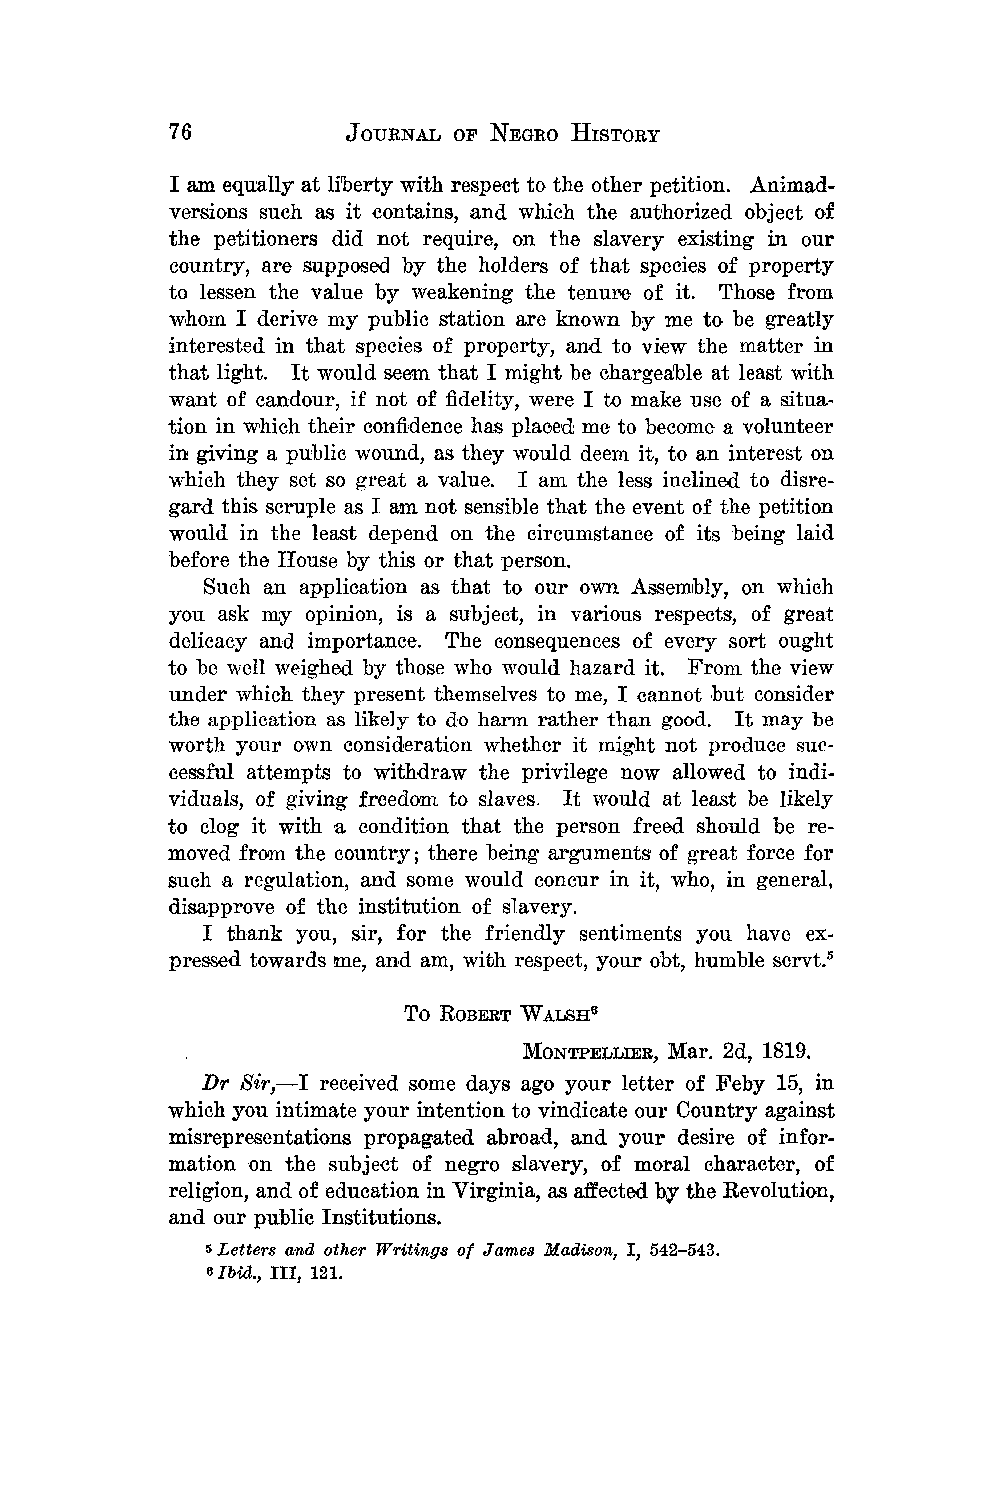 76 JOURNAL OF NEGRO HISTORY
I am equally at liberty with respect to the other petition. Animad-
versions such as it contains, and which the authorized object of
the petitioners did not require, on the slavery existing in our
country, are supposed by the holders of that species of property
to lessen the value by weakening the tenure of it. Those from
whom I derive my public station are known by me to be greatly
interested in that species of property, and to view the matter in
that light. It would seem that I might be chargeable at least with
want of candour, if not of fidelity, were I to make use of a situa-
tion in which their confidence has placed me to become a volunteer
in giving a public wound, as they would deem it, to an interest on
which they set so great a value. I am the less inclined to disre-
gard this scruple as I am not sensible that the event of the petition
would in the least depend on the circumstance of its being laid
before the House by this or that person.
Such an application as that to our own Assembly, on which
you ask my opinion, is a subject, in various respects, of great
delicacy and importance. The consequences of every sort ought
to be well weighed by those who would hazard it. From the view
under which they present themselves to me, I cannot but consider
the application as likely to do harm rather than good. It may be
worth your own consideration whether it might not produce suc-
cessful attempts to withdraw the privilege now allowed to indi-
viduals, of giving freedom to slaves. It would at least be likely
to clog it with a condition that the person freed should be re-
moved from the country; there being arguments of great force for
such a regulation, and some would concur in it, who, in general,
disapprove of the institution of slavery.
I thank you, sir, for the friendly sentiments you have ex-
pressed towards me, and am, with respect, your obt, humble servt.⁵
TO ROBERT WALSH⁶
MONTPELLIER, Mar. 2d, 1819.
Dr Sir,—I received some days ago your letter of Feby 15, in
which you intimate your intention to vindicate our Country against
misrepresentations propagated abroad, and your desire of infor-
mation on the subject of negro slavery, of moral character, of
religion, and of education in Virginia, as affected by the Revolution,
and our public Institutions.
⁵ Letters and other Writings of James Madison, I, 542–543.
⁶ Ibid., III, 121.